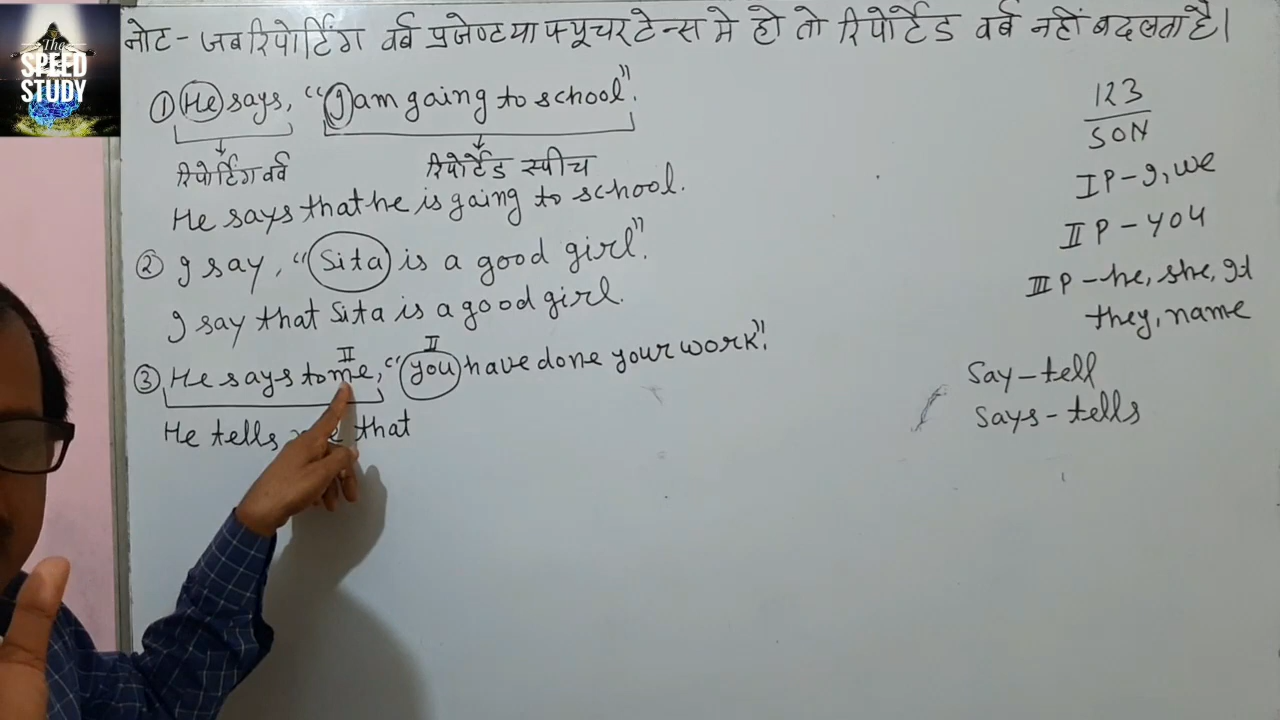 The
SPEED
STUDY
नोट - जब रिपोर्टिंग वर्ब प्रजेण्ट या फ्यूचर टेन्स मे हो तो रिपोर्टेड वर्ब नहीं बदलता है।
① He says, "I am going to school".
रिपोर्टिंग वर्ब रिपोर्टेड स्पीच
He says that he is going to school.
② I say, "Sita is a good girl".
I say that Sita is a good girl.
II II
③ He says to me, "you have done your work".
He tells me that
123
SON
I P - I, we
II P - YOU
III P - he, she, It
they, name
Say - tell
Says - tells